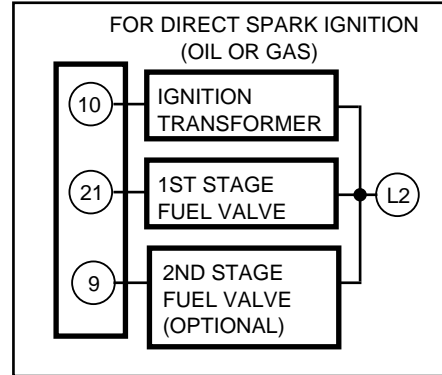 FOR DIRECT SPARK IGNITION
(OIL OR GAS)
10
IGNITION
TRANSFORMER
21
1ST STAGE
FUEL VALVE
L2
9
2ND STAGE
FUEL VALVE
(OPTIONAL)